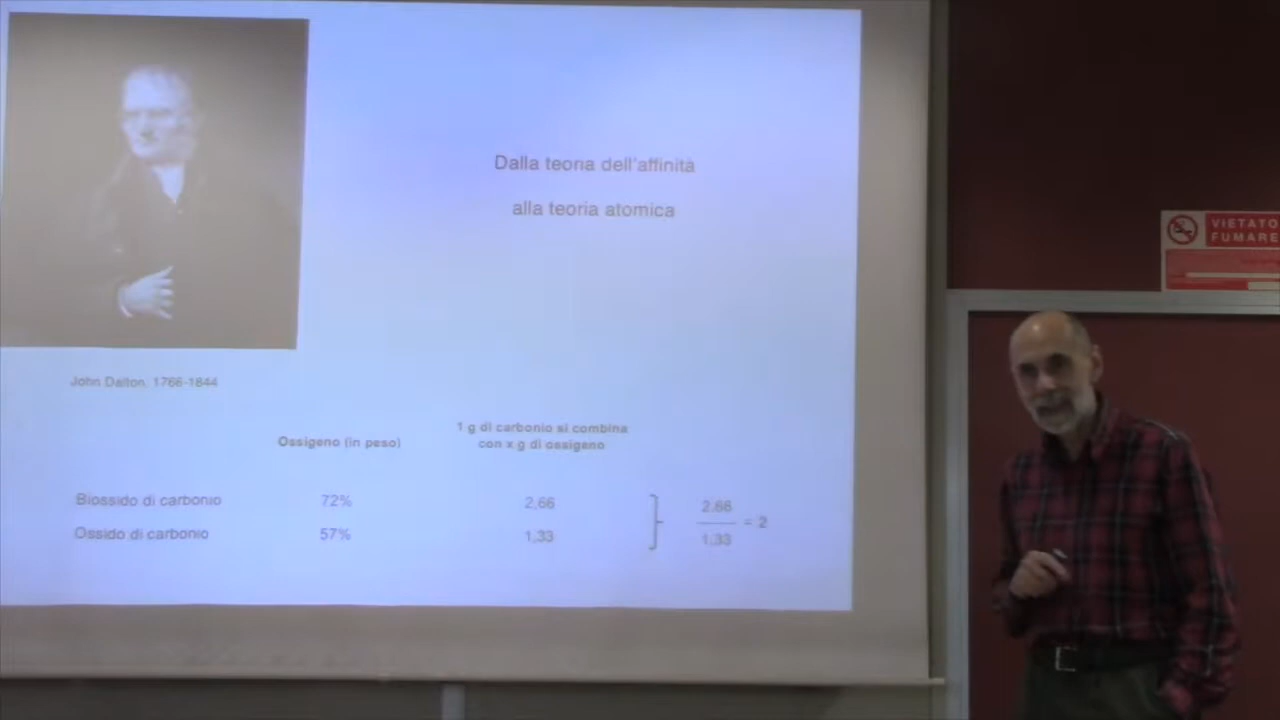 Dalla teoria dell'affinità
alla teoria atomica
John Dalton, 1766-1844
Ossigeno (in peso)
1 g di carbonio si combina
con x g di ossigeno
Biossido di carbonio 72% 2,66
Ossido di carbonio 57% 1,33
2.66
1,33
= 2
VIETATO
FUMARE